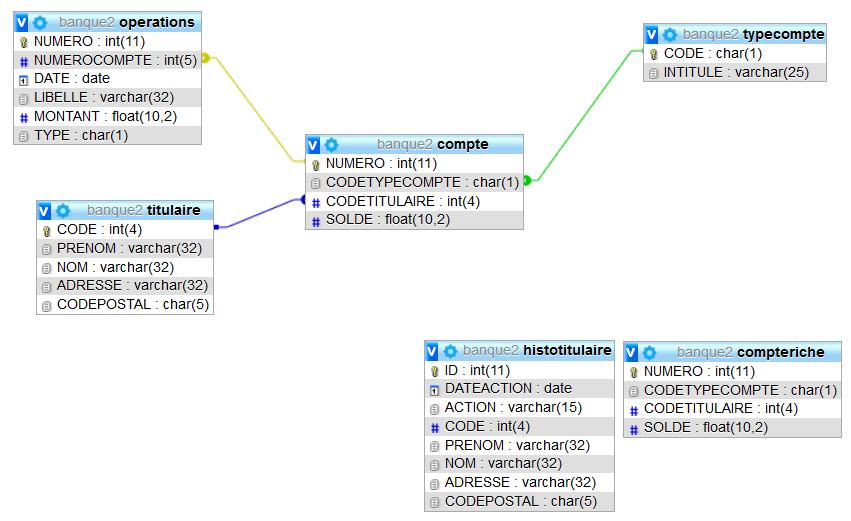 banque2 operations
NUMERO : int(11)
NUMEROCOMPTE : int(5)
DATE : date
LIBELLE : varchar(32)
MONTANT : float(10,2)
TYPE : char(1)
banque2 typecompte
CODE : char(1)
INTITULE : varchar(25)
banque2 compte
NUMERO : int(11)
CODETYPECOMPTE : char(1)
CODETITULAIRE : int(4)
SOLDE : float(10,2)
banque2 titulaire
CODE : int(4)
PRENOM : varchar(32)
NOM : varchar(32)
ADRESSE : varchar(32)
CODEPOSTAL : char(5)
banque2 histotitulaire
ID : int(11)
DATEACTION : date
ACTION : varchar(15)
CODE : int(4)
PRENOM : varchar(32)
NOM : varchar(32)
ADRESSE : varchar(32)
CODEPOSTAL : char(5)
banque2 compteriche
NUMERO : int(11)
CODETYPECOMPTE : char(1)
CODETITULAIRE : int(4)
SOLDE : float(10,2)